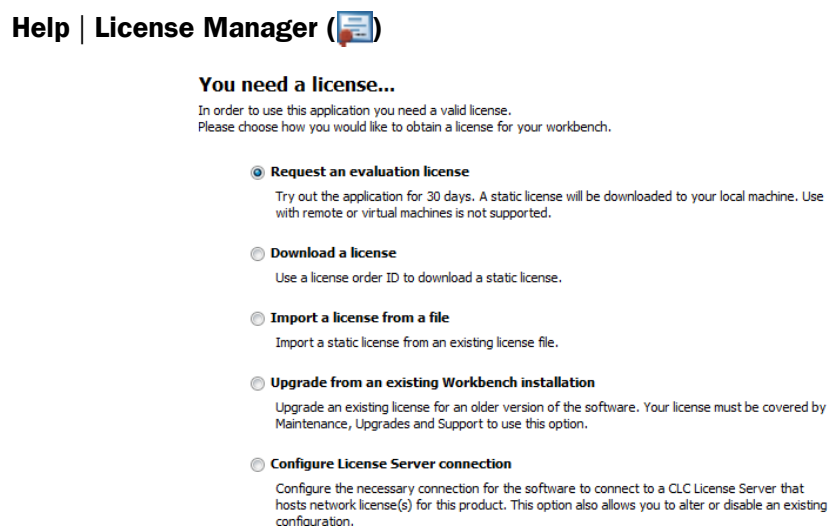 Help | License Manager ()
You need a license...
In order to use this application you need a valid license.
Please choose how you would like to obtain a license for your workbench.
Request an evaluation license
Try out the application for 30 days. A static license will be downloaded to your local machine. Use
with remote or virtual machines is not supported.
Download a license
Use a license order ID to download a static license.
Import a license from a file
Import a static license from an existing license file.
Upgrade from an existing Workbench installation
Upgrade an existing license for an older version of the software. Your license must be covered by
Maintenance, Upgrades and Support to use this option.
Configure License Server connection
Configure the necessary connection for the software to connect to a CLC License Server that
hosts network license(s) for this product. This option also allows you to alter or disable an existing
configuration.